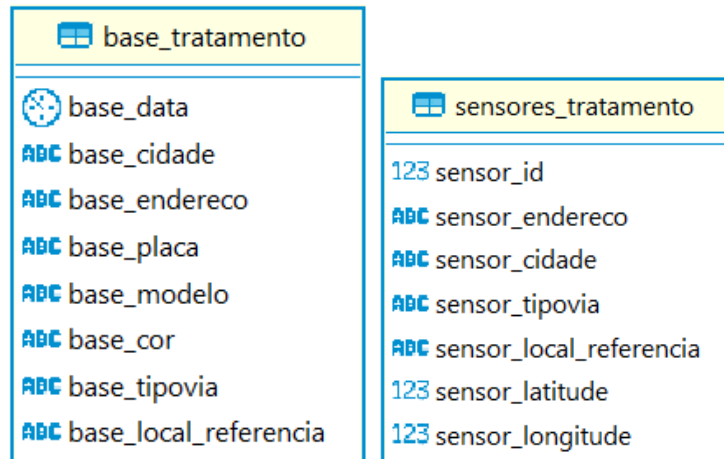 base_tratamento
base_data
ABC base_cidade
ABC base_endereco
ABC base_placa
ABC base_modelo
ABC base_cor
ABC base_tipovia
ABC base_local_referencia
sensores_tratamento
123 sensor_id
ABC sensor_endereco
ABC sensor_cidade
ABC sensor_tipovia
ABC sensor_local_referencia
123 sensor_latitude
123 sensor_longitude